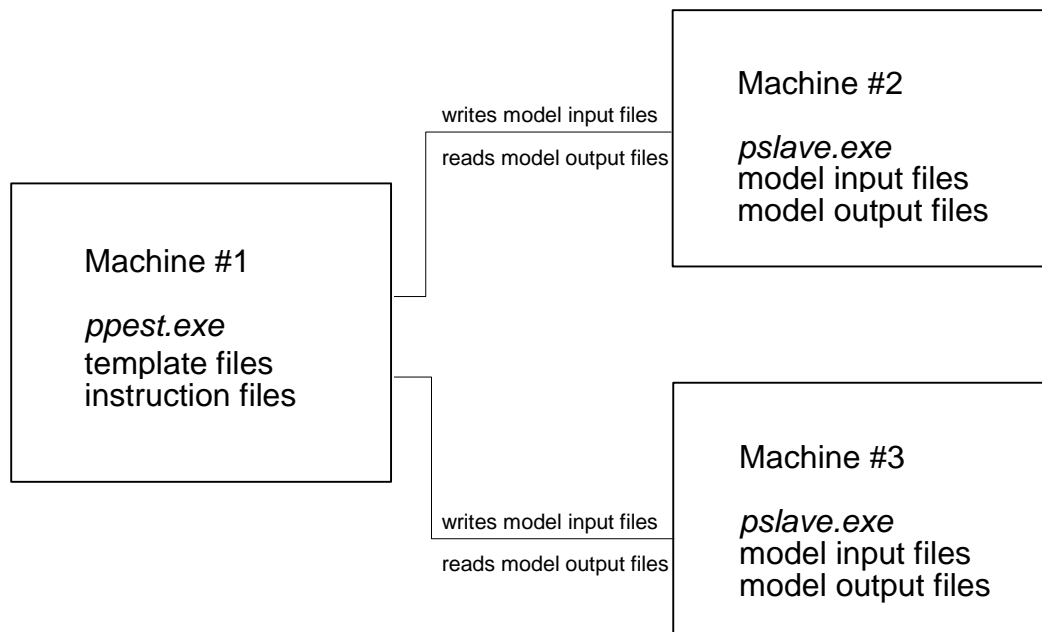 Machine #1
ppest.exe
template files
instruction files
writes model input files
reads model output files
Machine #2
pslave.exe
model input files
model output files
writes model input files
reads model output files
Machine #3
pslave.exe
model input files
model output files